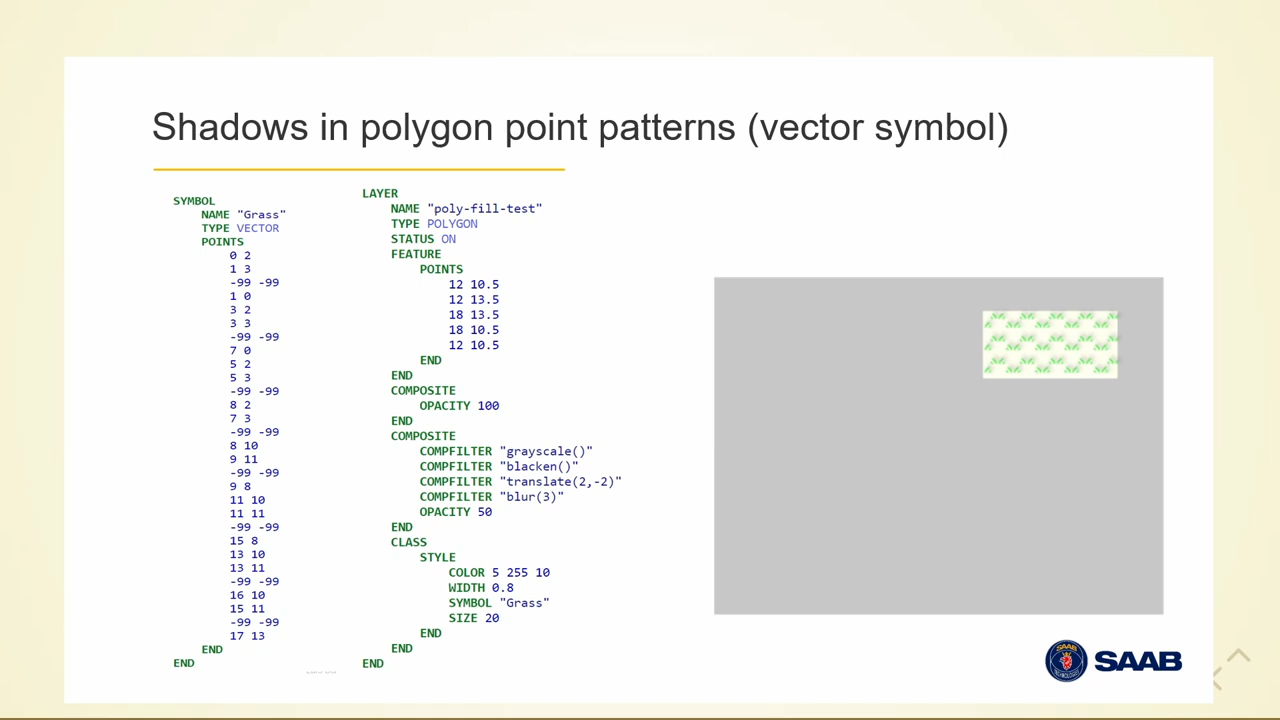 Shadows in polygon point patterns (vector symbol)
SYMBOL
NAME "Grass"
TYPE VECTOR
POINTS
0 2
1 3
-99 -99
1 0
3 2
3 3
-99 -99
7 0
5 2
5 3
-99 -99
8 2
7 3
-99 -99
8 10
9 11
-99 -99
9 8
11 10
11 11
-99 -99
15 8
13 10
13 11
-99 -99
16 10
15 11
-99 -99
17 13
END
END
LAYER
NAME "poly-fill-test"
TYPE POLYGON
STATUS ON
FEATURE
POINTS
12 10.5
12 13.5
18 13.5
18 10.5
12 10.5
END
END
COMPOSITE
OPACITY 100
END
COMPOSITE
COMPFILTER "grayscale()"
COMPFILTER "blacken()"
COMPFILTER "translate(2,-2)"
COMPFILTER "blur(3)"
OPACITY 50
END
CLASS
STYLE
COLOR 5 255 10
WIDTH 0.8
SYMBOL "Grass"
SIZE 20
END
END
END
SAAB
SAAB